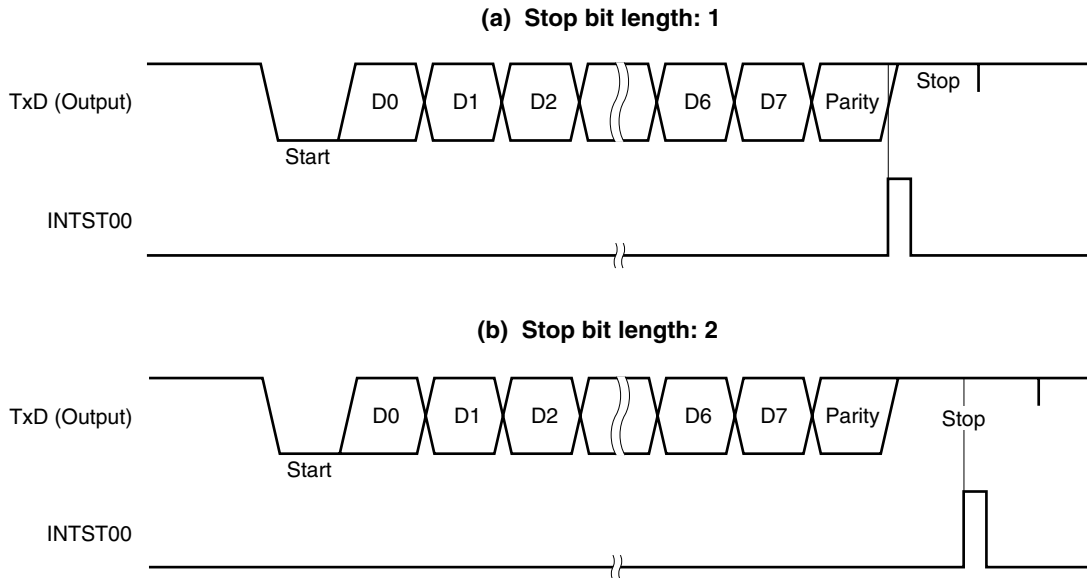 (a) Stop bit length: 1
TxD (Output) D0 D1 D2 D6 D7 Parity Stop
Start
INTST00
(b) Stop bit length: 2
TxD (Output) D0 D1 D2 D6 D7 Parity Stop
Start
INTST00